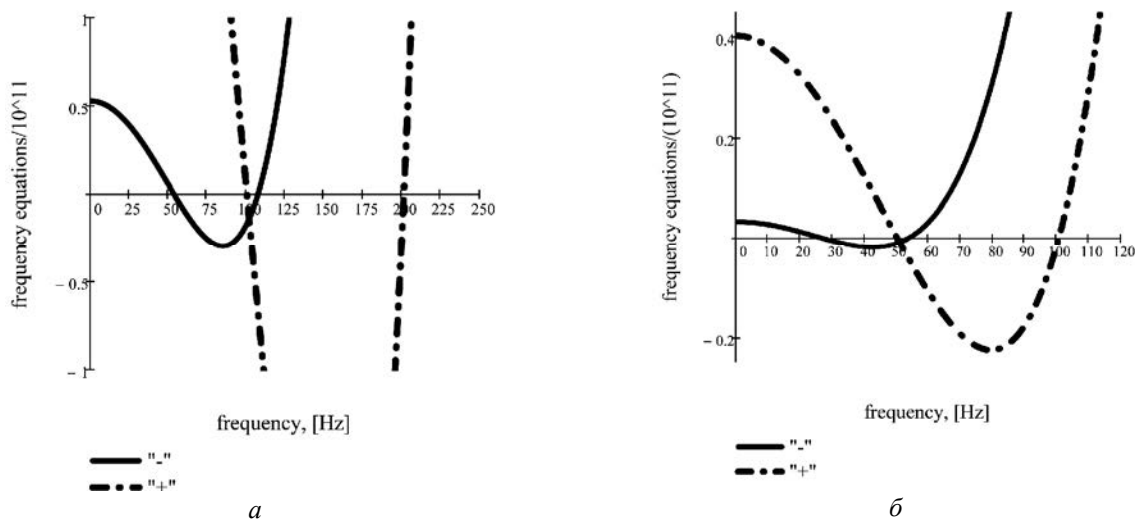 frequency equations/10^11
1
0.5
− 0.5
− 1
0 25 50 75 100 125 150 175 200 225 250
frequency, [Hz]
"-"
"+"
а
frequency equations/(10^11)
0.4
0.2
− 0.2
0 10 20 30 40 50 60 70 80 90 100 110 120
frequency, [Hz]
"-"
"+"
б